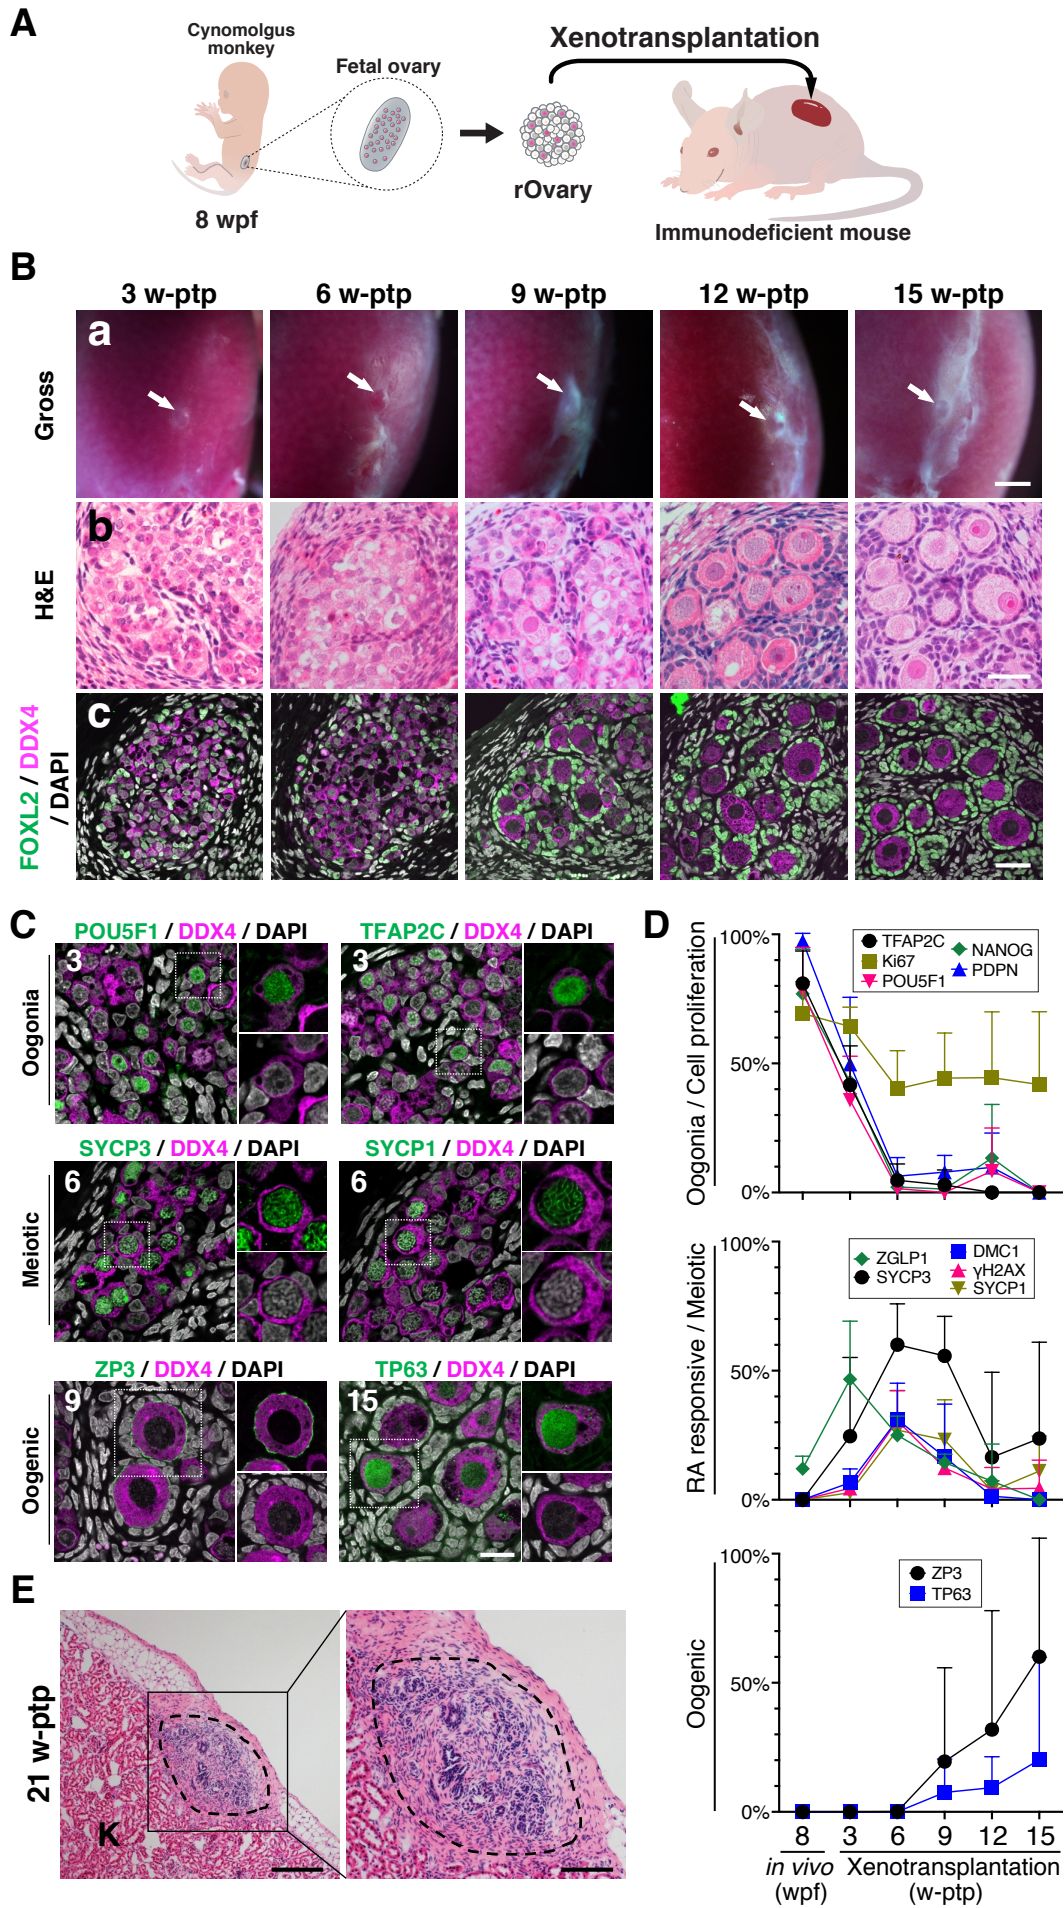 A
Cynomolgus
monkey
Fetal ovary
8 wpf
rOvary
Xenotransplantation
Immunodeficient mouse
B
3 w-ptp
6 w-ptp
9 w-ptp
12 w-ptp
15 w-ptp
a
Gross
b
H&E
c
FOXL2 / DDX4
/ DAPI
C
POU5F1 / DDX4 / DAPI
TFAP2C / DDX4 / DAPI
Oogonia
3
3
SYCP3 / DDX4 / DAPI
SYCP1 / DDX4 / DAPI
Meiotic
6
6
ZP3 / DDX4 / DAPI
TP63 / DDX4 / DAPI
Oogenic
9
15
D
Oogonia / Cell proliferation
100%
50%
0%
TFAP2C
Ki67
POU5F1
NANOG
PDPN
RA responsive / Meiotic
100%
50%
0%
ZGLP1
SYCP3
DMC1
γH2AX
SYCP1
Oogenic
100%
50%
0%
ZP3
TP63
8
3
6
9
12
15
in vivo
(wpf)
Xenotransplantation
(w-ptp)
E
21 w-ptp
K